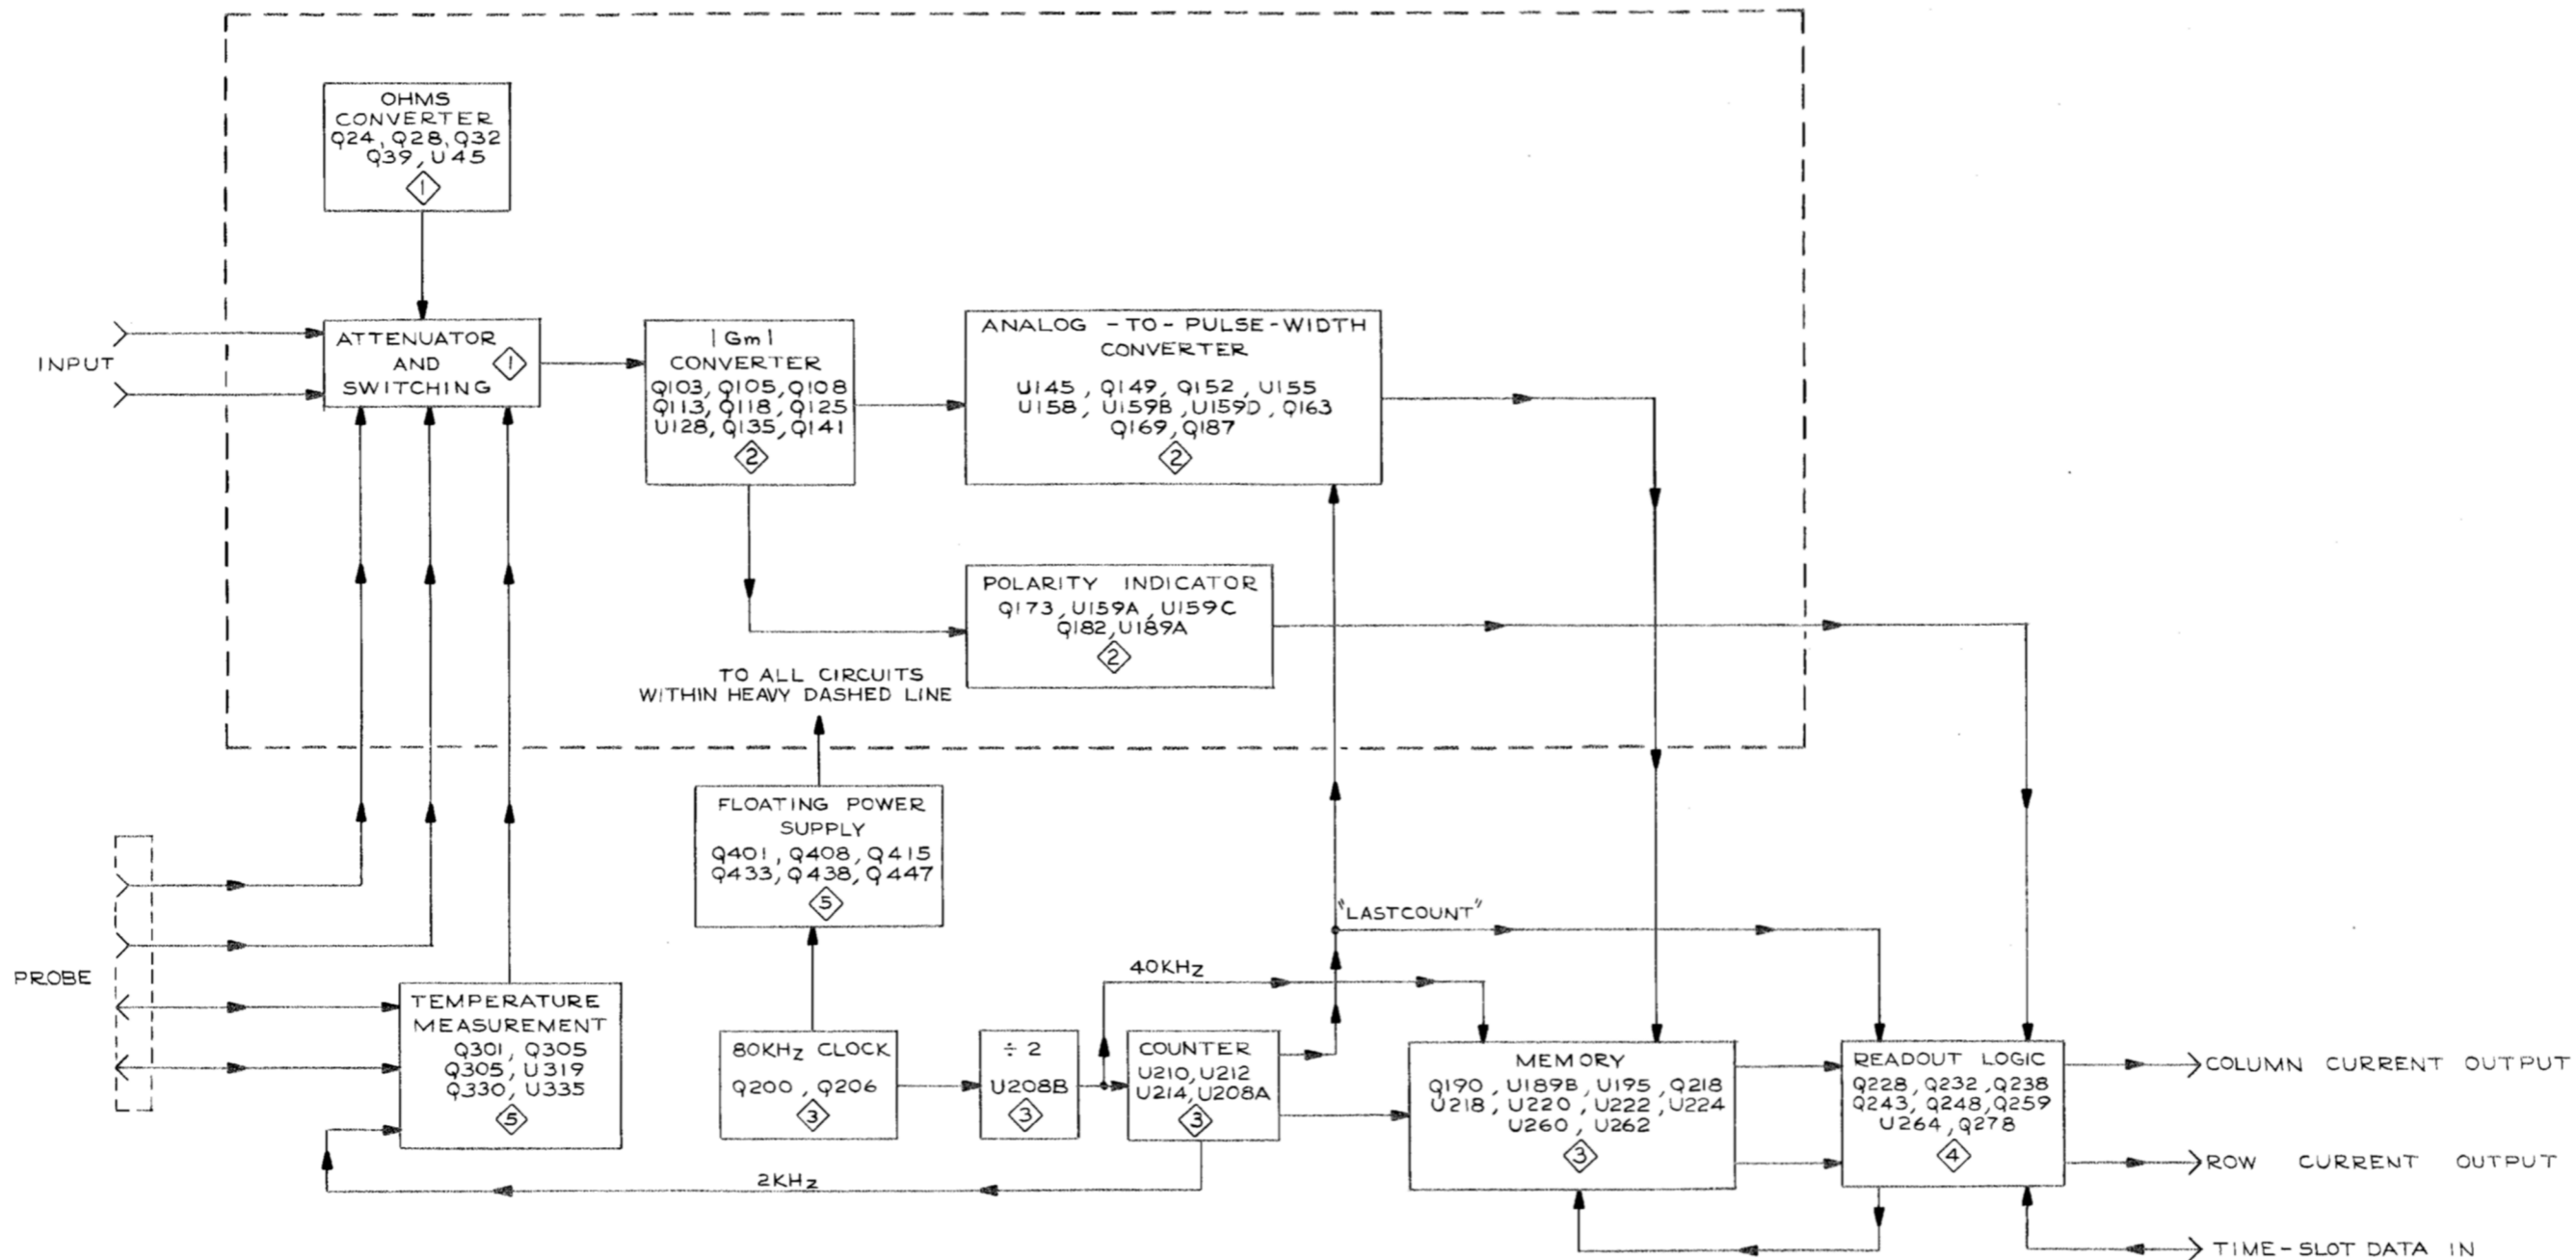 OHMS
CONVERTER
Q24, Q28, Q32
Q39, U45
1
INPUT
ATTENUATOR
AND
SWITCHING
1
|Gm|
CONVERTER
Q103, Q105, Q108
Q113, Q118, Q125
U128, Q135, Q141
2
ANALOG -TO- PULSE-WIDTH
CONVERTER
U145, Q149, Q152, U155
U158, U159B, U159D, Q163
Q169, Q187
2
POLARITY INDICATOR
Q173, U159A, U159C
Q182, U189A
2
TO ALL CIRCUITS
WITHIN HEAVY DASHED LINE
FLOATING POWER
SUPPLY
Q401, Q408, Q415
Q433, Q438, Q447
5
"LASTCOUNT"
40KHz
PROBE
TEMPERATURE
MEASUREMENT
Q301, Q305
Q305, U319
Q330, U335
5
80KHz CLOCK
Q200, Q206
3
÷ 2
U208B
3
COUNTER
U210, U212
U214, U208A
3
MEMORY
Q190, U189B, U195, Q218
U218, U220, U222, U224
U260, U262
3
READOUT LOGIC
Q228, Q232, Q238
Q243, Q248, Q259
U264, Q278
4
COLUMN CURRENT OUTPUT
ROW CURRENT OUTPUT
2KHz
TIME-SLOT DATA IN